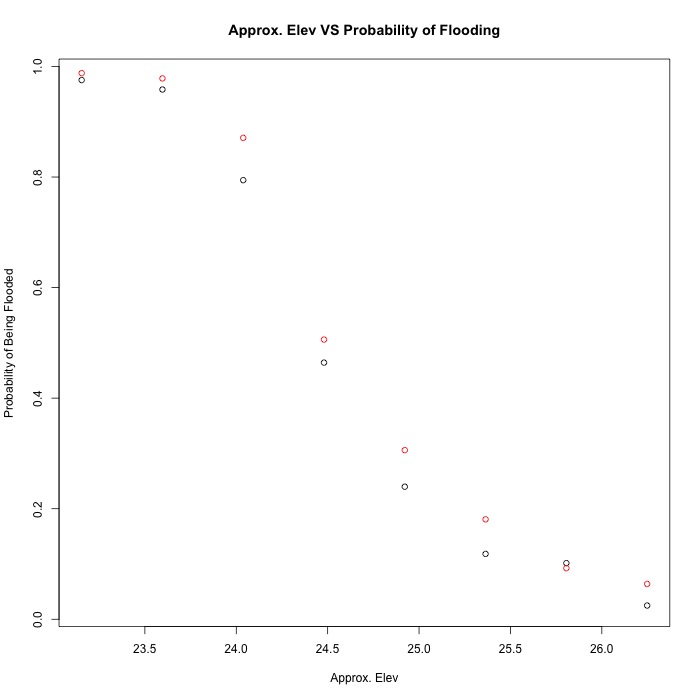 Approx. Elev VS Probability of Flooding
Probability of Being Flooded
1.0
0.8
0.6
0.4
0.2
0.0
23.5 24.0 24.5 25.0 25.5 26.0
Approx. Elev